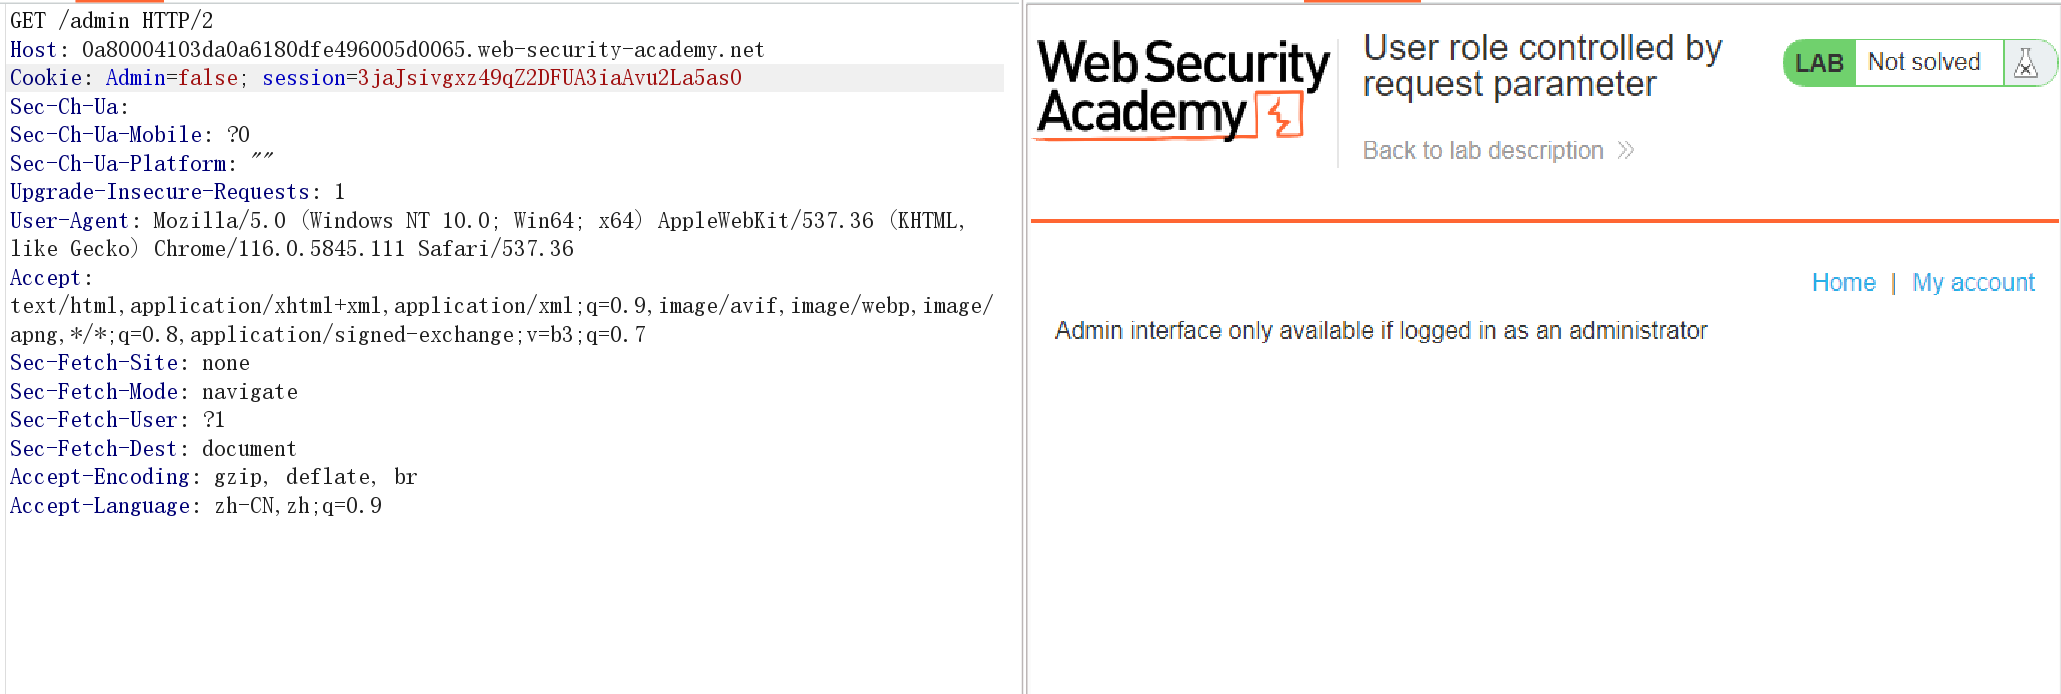 GET /admin HTTP/2
Host: 0a80004103da0a6180dfe496005d0065.web-security-academy.net
Cookie: Admin=false; session=3jaJsivgxz49qZ2DFUA3iaAvu2La5asO
Sec-Ch-Ua:
Sec-Ch-Ua-Mobile: ?0
Sec-Ch-Ua-Platform: ""
Upgrade-Insecure-Requests: 1
User-Agent: Mozilla/5.0 (Windows NT 10.0; Win64; x64) AppleWebKit/537.36 (KHTML,
like Gecko) Chrome/116.0.5845.111 Safari/537.36
Accept:
text/html,application/xhtml+xml,application/xml;q=0.9,image/avif,image/webp,image/
apng,*/*;q=0.8,application/signed-exchange;v=b3;q=0.7
Sec-Fetch-Site: none
Sec-Fetch-Mode: navigate
Sec-Fetch-User: ?1
Sec-Fetch-Dest: document
Accept-Encoding: gzip, deflate, br
Accept-Language: zh-CN,zh;q=0.9
Web Security
Academy
User role controlled by
request parameter
Back to lab description
LAB Not solved
Home | My account
Admin interface only available if logged in as an administrator